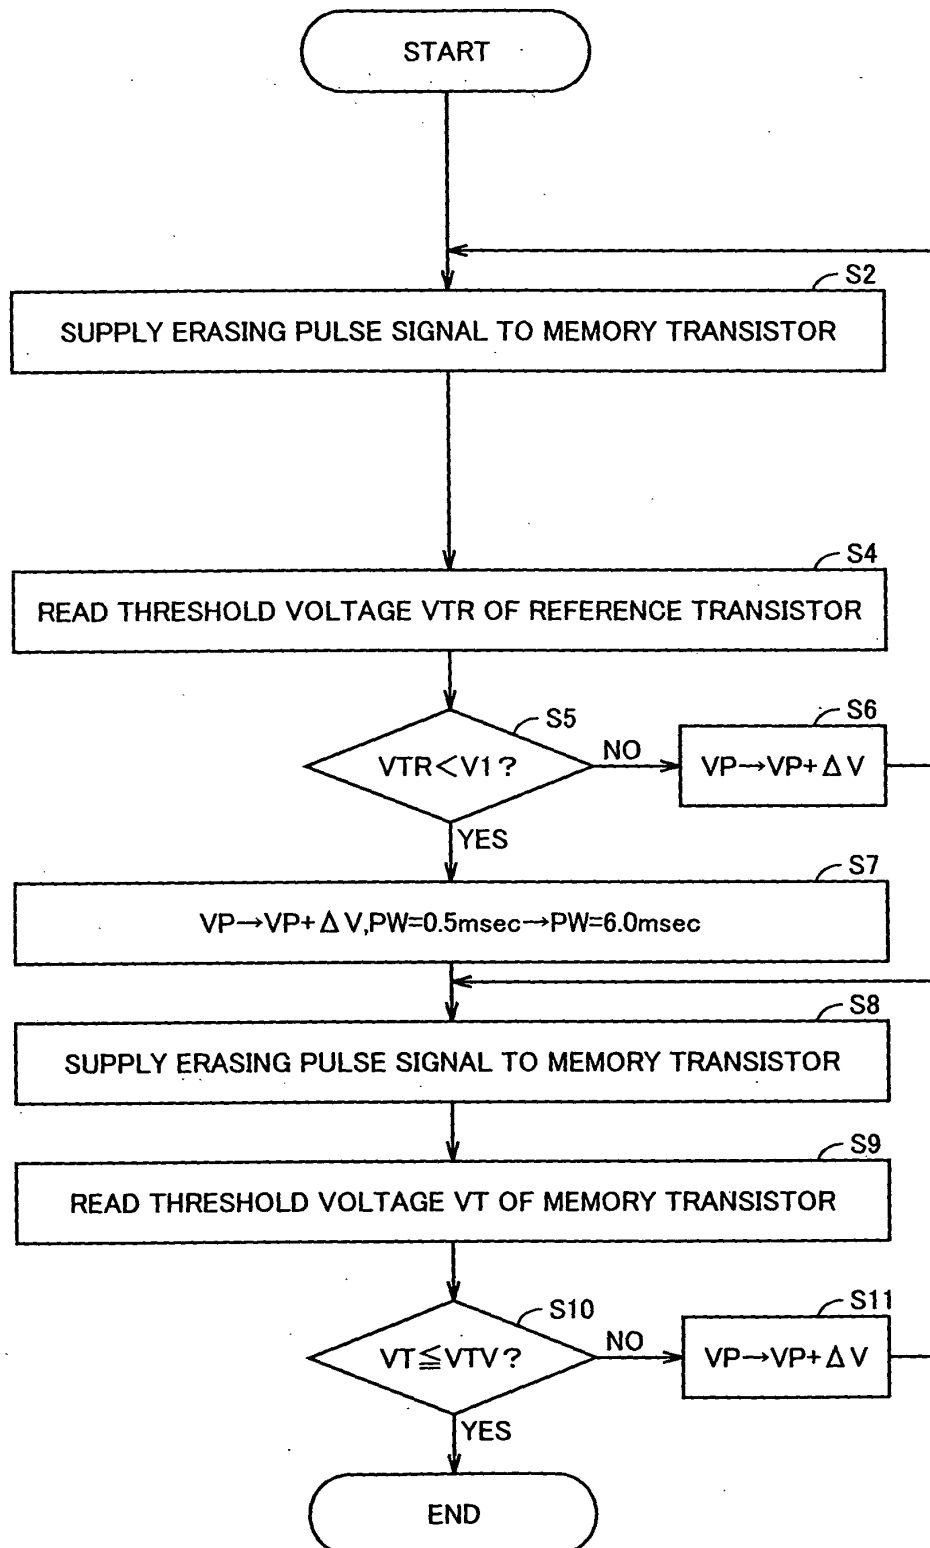 START
S2
SUPPLY ERASING PULSE SIGNAL TO MEMORY TRANSISTOR
S4
READ THRESHOLD VOLTAGE VTR OF REFERENCE TRANSISTOR
S5
VTR<V1?
NO
S6
VP→VP+ΔV
YES
S7
VP→VP+ΔV,PW=0.5msec→PW=6.0msec
S8
SUPPLY ERASING PULSE SIGNAL TO MEMORY TRANSISTOR
S9
READ THRESHOLD VOLTAGE VT OF MEMORY TRANSISTOR
S10
VT≦VTV?
NO
S11
VP→VP+ΔV
YES
END